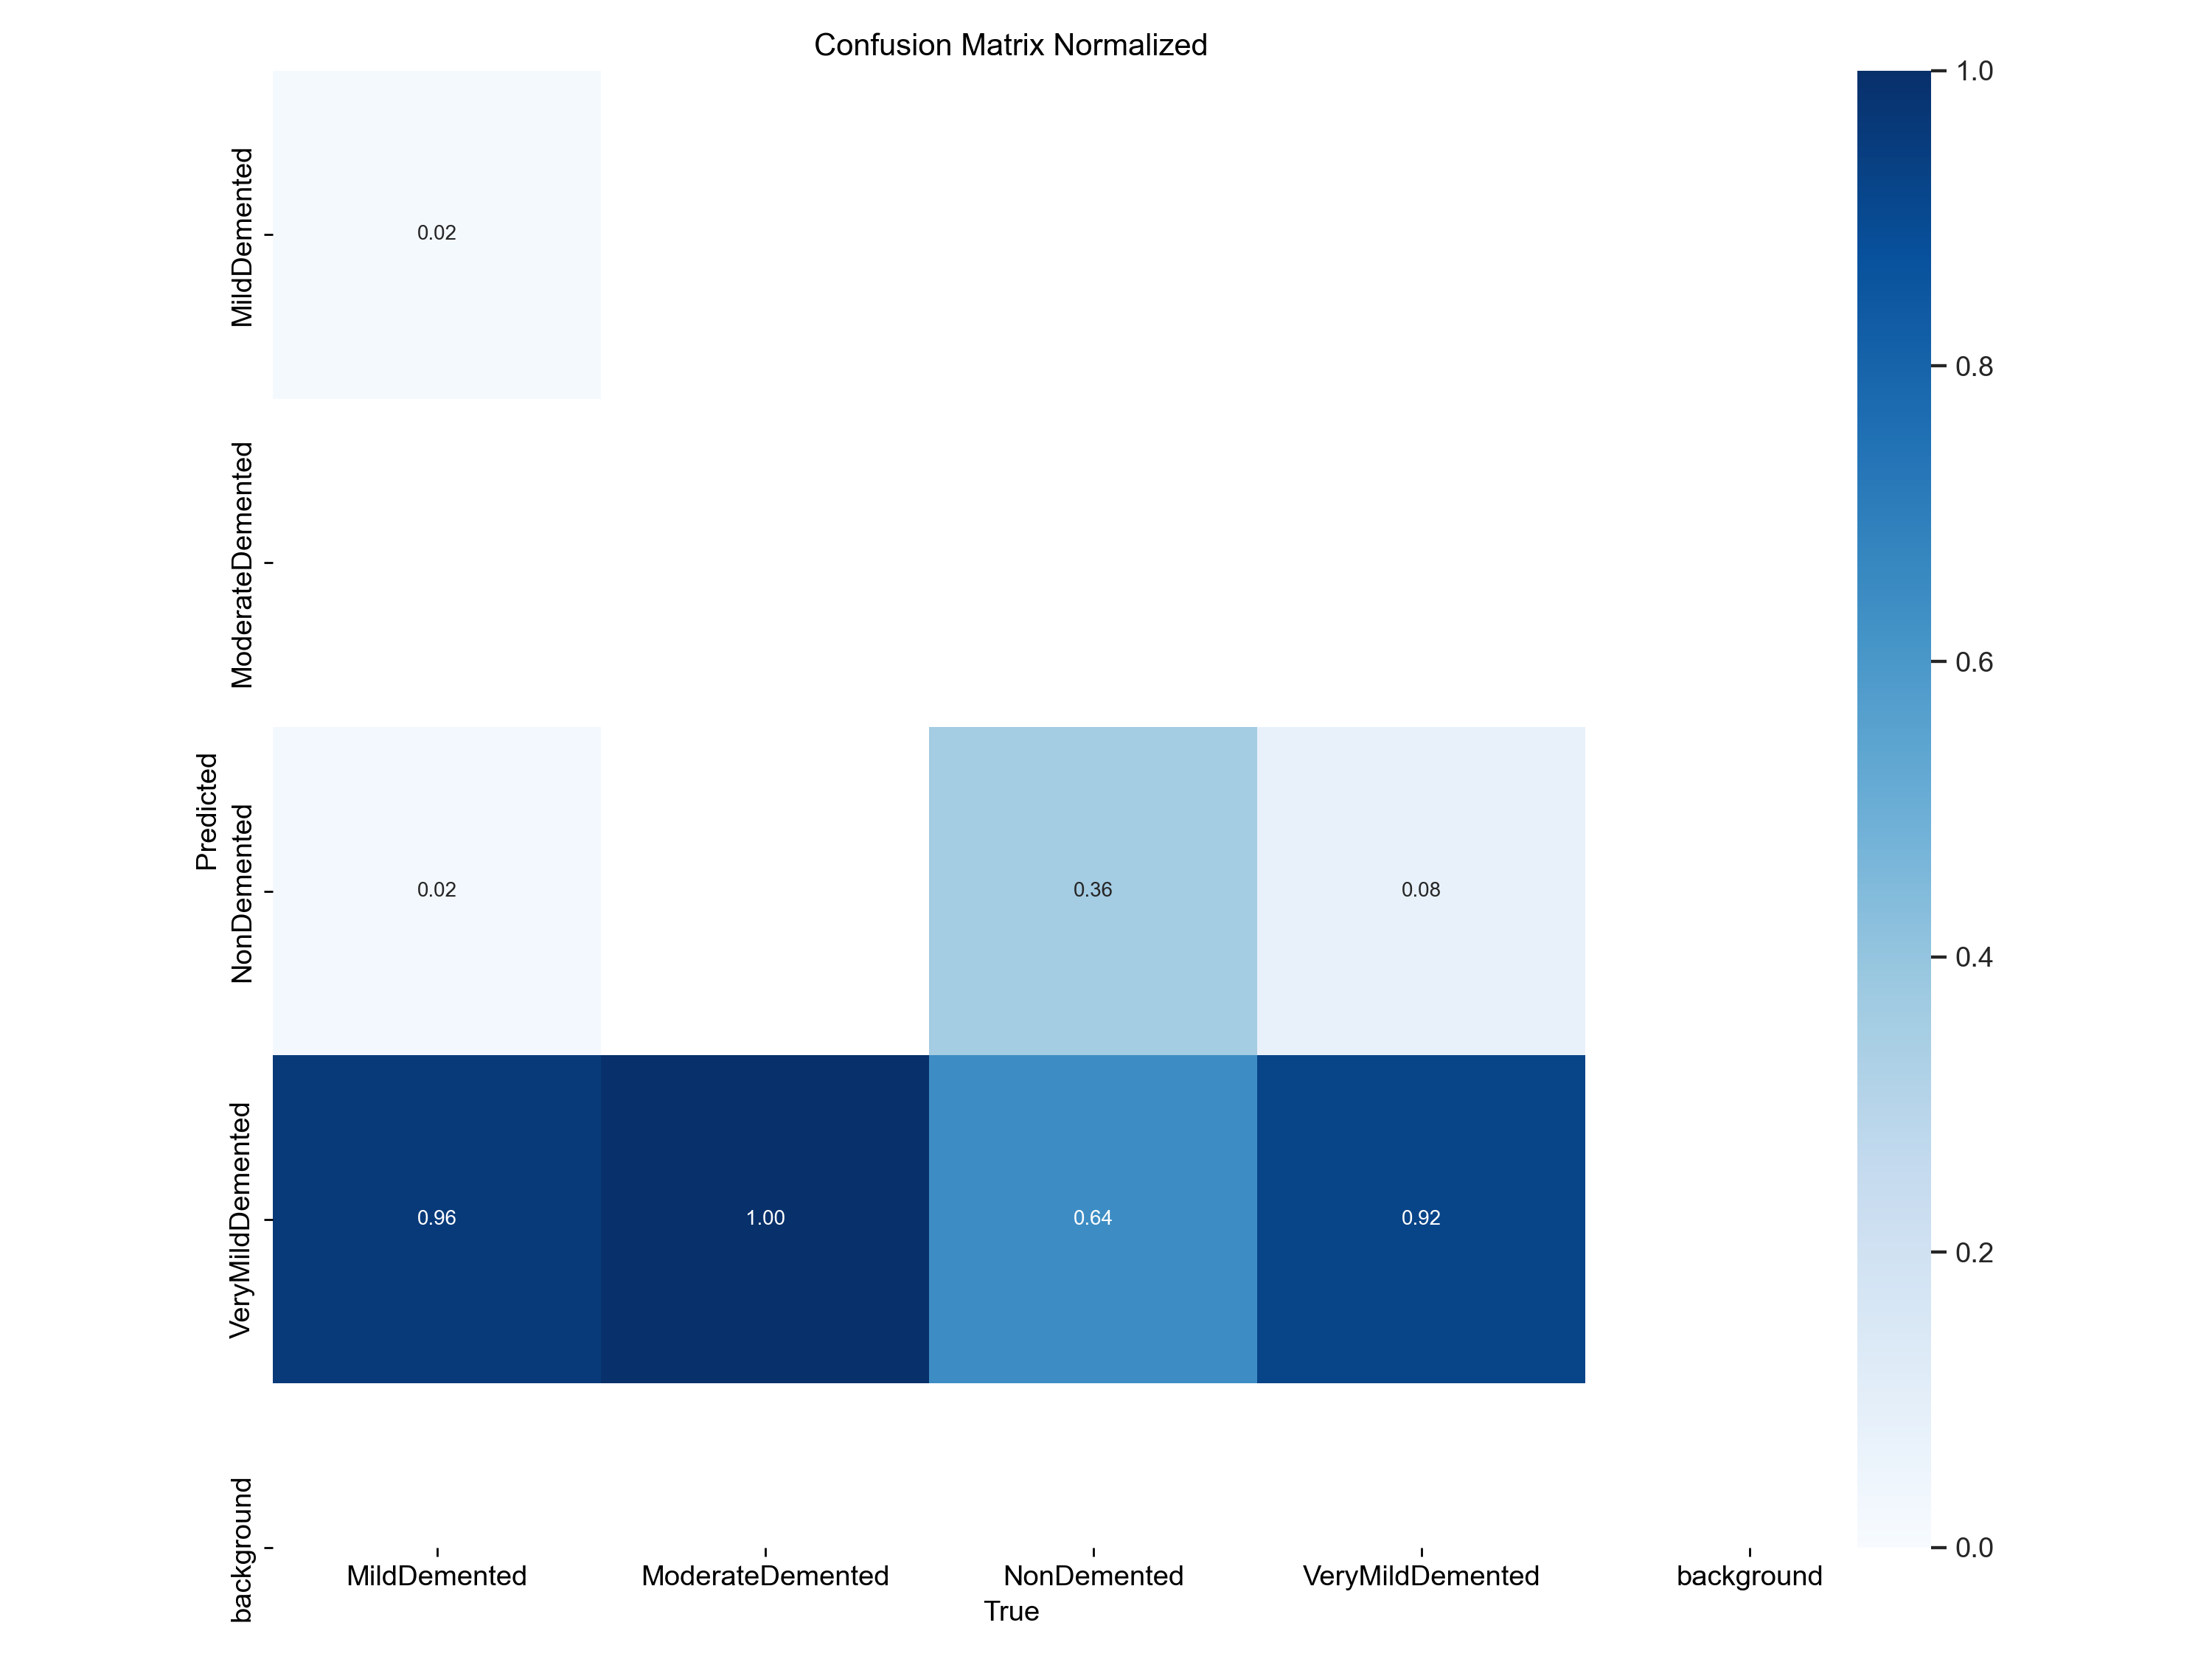 Confusion Matrix Normalized
Predicted
MildDemented
ModerateDemented
NonDemented
VeryMildDemented
background
0.02
0.02
0.36
0.08
0.96
1.00
0.64
0.92
MildDemented
ModerateDemented
NonDemented
VeryMildDemented
background
True
1.0
0.8
0.6
0.4
0.2
0.0